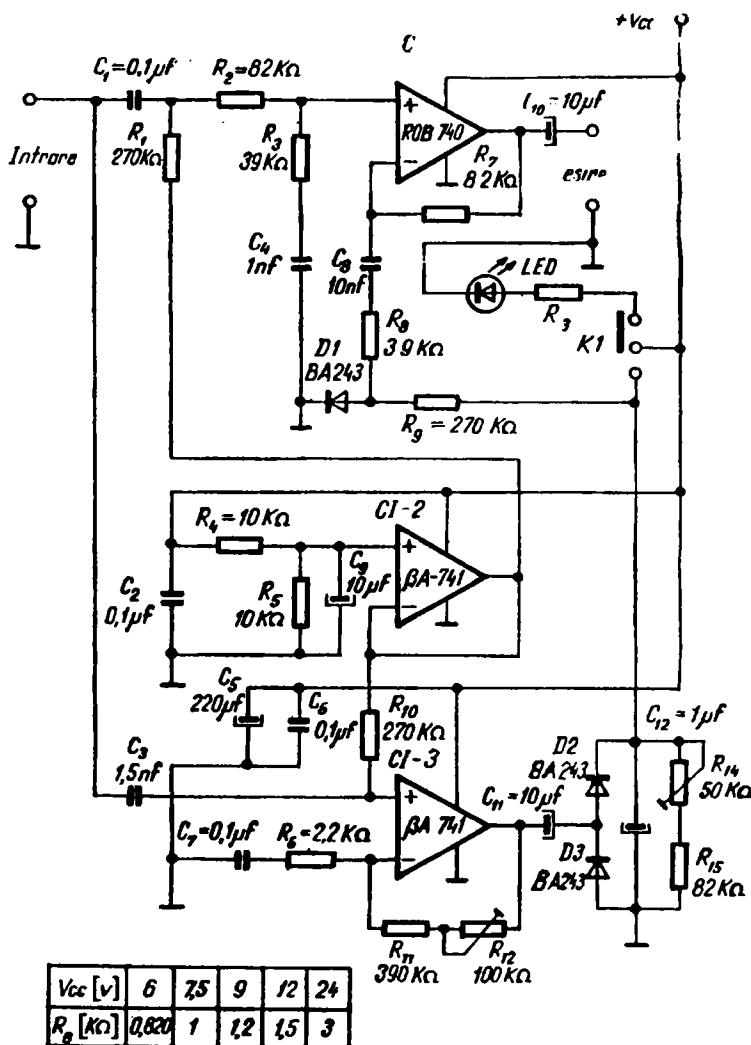 +Vcc
C
C₁=0,1µf
R₂=82KΩ
C₁₀=10µf
+
ROB 740
−
R₁
270KΩ
R₃
39KΩ
R₇
82KΩ
Intrare
C₄
1nf
C₈
10nf
LED
R₃
K1
R₈
3.9KΩ
D1
BA243
R₉ = 270 KΩ
R₄=10KΩ
CI-2
+
βA-741
−
C₂
0,1µf
R₅
10KΩ
C₉
10µf
C₅
220µf
C₆
0,1µf
R₁₀
270KΩ
C₁₂=1µf
C₃
1,5nf
CI-3
+
βA 741
−
D2
BA243
R₁₄
50KΩ
C₁₁=10µf
C₇=0,1µf
R₆=2,2KΩ
D3
BA243
R₁₅
82KΩ
R₁₁
390KΩ
R₁₂
100KΩ
Vcc [v] 6 7,5 9 12 24
R₈ [KΩ] 0,820 1 1,2 1,5 3